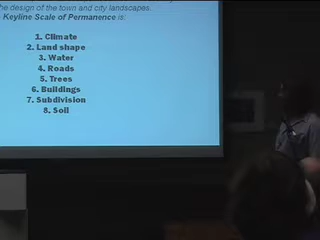 the design of the town and city landscapes.
Keyline Scale of Permanence is:
1. Climate
2. Land shape
3. Water
4. Roads
5. Trees
6. Buildings
7. Subdivision
8. Soil